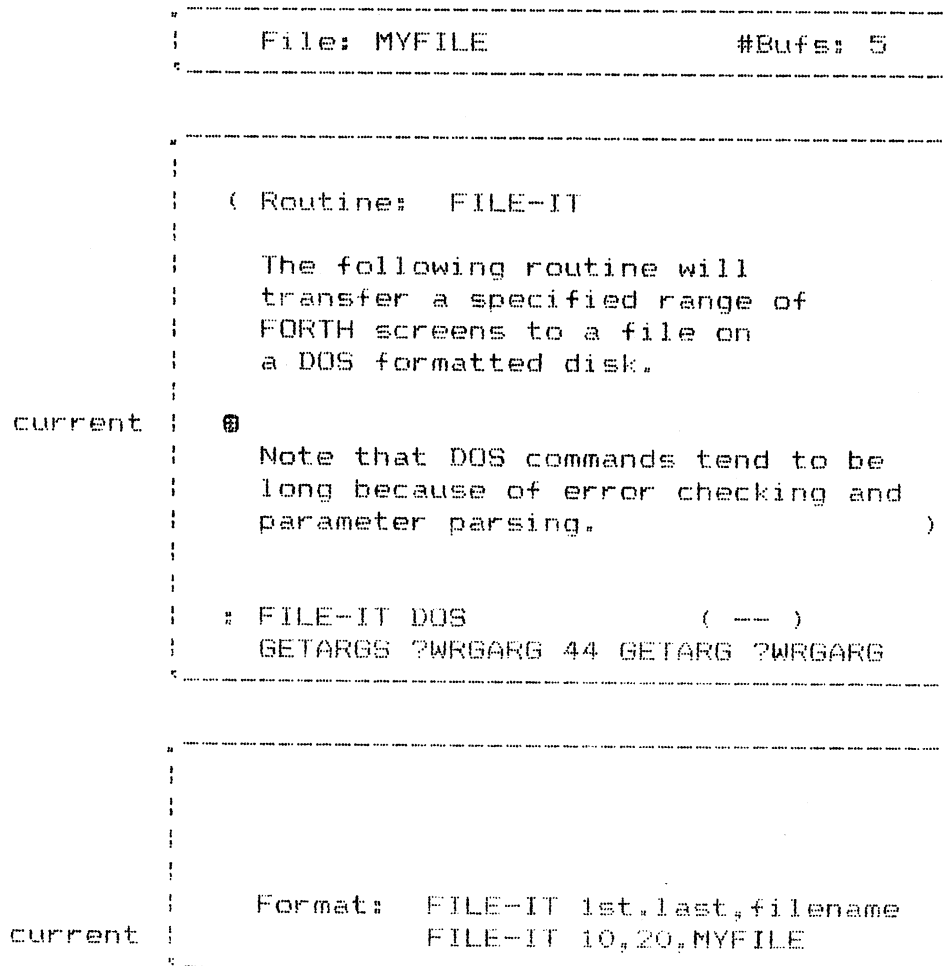 File: MYFILE #Bufs: 5
( Routine: FILE-IT
The following routine will
transfer a specified range of
FORTH screens to a file on
a DOS formatted disk.
current
Note that DOS commands tend to be
long because of error checking and
parameter parsing. )
: FILE-IT DOS ( -- )
GETARGS ?WRGARG 44 GETARG ?WRGARG
Format: FILE-IT 1st.last,filename
current FILE-IT 10,20,MYFILE